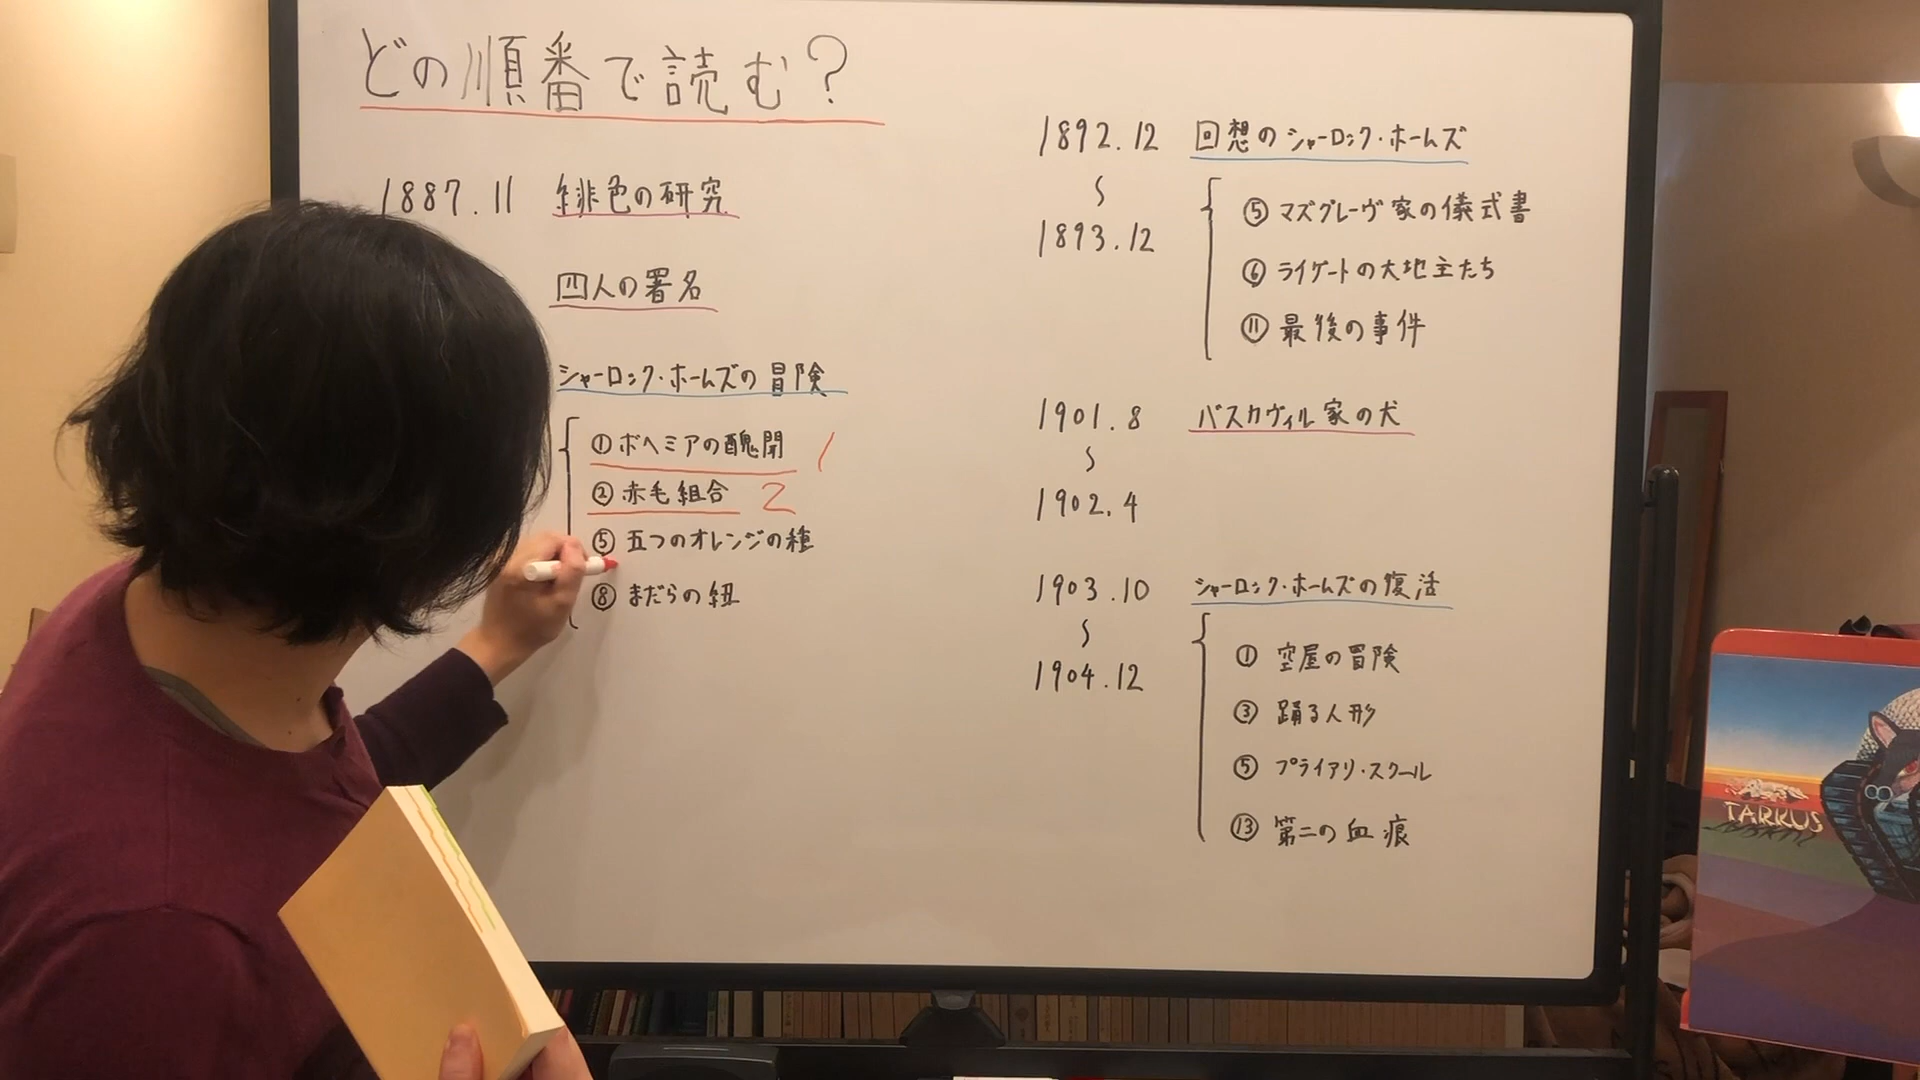 どの順番で読む？
1887.11 緋色の研究
四人の署名
シャーロック・ホームズの冒険
① ボヘミアの醜聞 1
② 赤毛組合 2
⑤ 五つのオレンジの種
⑧ まだらの紐
1892.12 回想のシャーロック・ホームズ
〜
1893.12
⑤ マズグレーヴ家の儀式書
⑥ ライゲートの大地主たち
⑪ 最後の事件
1901.8 バスカヴィル家の犬
〜
1902.4
1903.10 シャーロック・ホームズの復活
〜
1904.12
① 空屋の冒険
③ 踊る人形
⑤ プライアリ・スクール
⑬ 第二の血痕
TARKUS